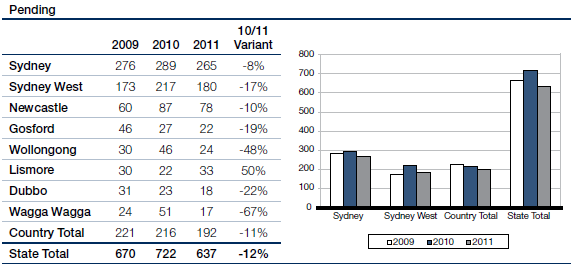 Pending
2009 2010 2011 10/11 Variant
Sydney 276 289 265 -8%
Sydney West 173 217 180 -17%
Newcastle 60 87 78 -10%
Gosford 46 27 22 -19%
Wollongong 30 46 24 -48%
Lismore 30 22 33 50%
Dubbo 31 23 18 -22%
Wagga Wagga 24 51 17 -67%
Country Total 221 216 192 -11%
State Total 670 722 637 -12%
800
700
600
500
400
300
200
100
0
Sydney Sydney West Country Total State Total
2009 2010 2011